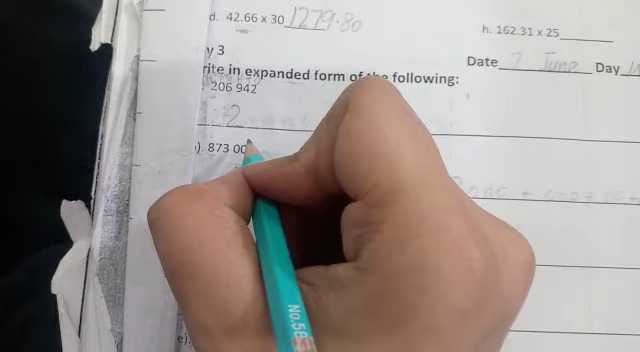 d. 42.66 x 30 1279.80
h. 162.31 x 25
y 3
Date 7 June Day
rite in expanded form of the following:
206 942
2
). 873 00
No.58
e).